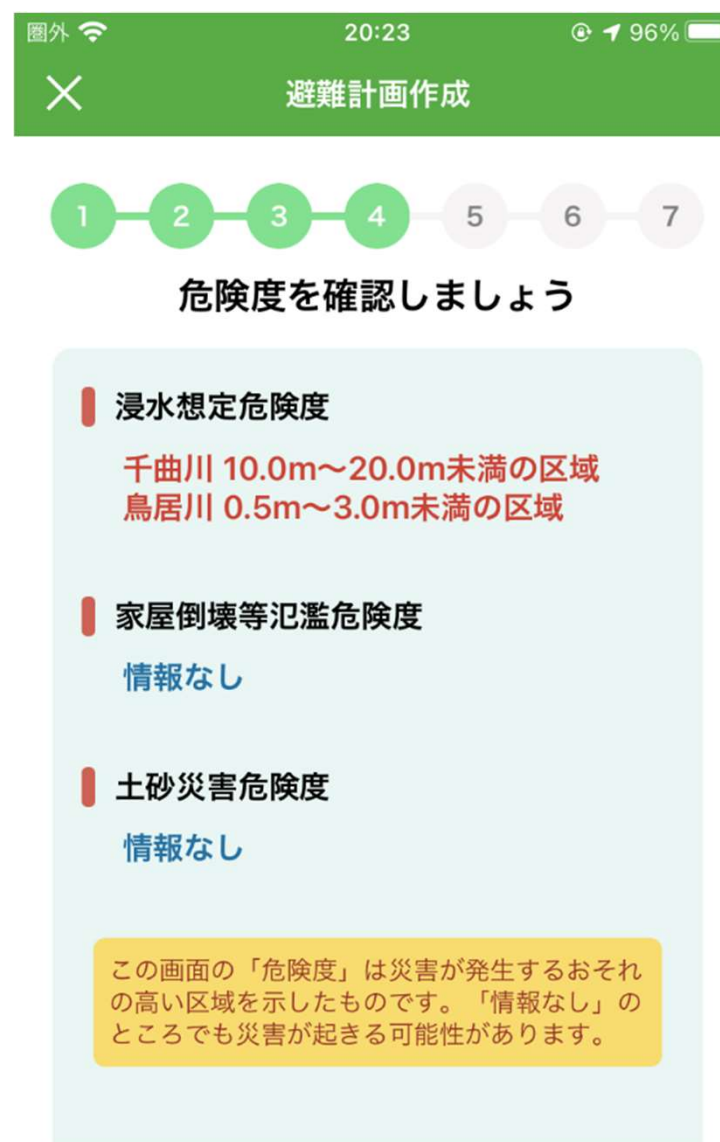 圏外 20:23 96%
避難計画作成
1 2 3 4 5 6 7
危険度を確認しましょう
浸水想定危険度
千曲川 10.0m〜20.0m未満の区域
鳥居川 0.5m〜3.0m未満の区域
家屋倒壊等氾濫危険度
情報なし
土砂災害危険度
情報なし
この画面の「危険度」は災害が発生するおそれ
の高い区域を示したものです。「情報なし」の
ところでも災害が起きる可能性があります。